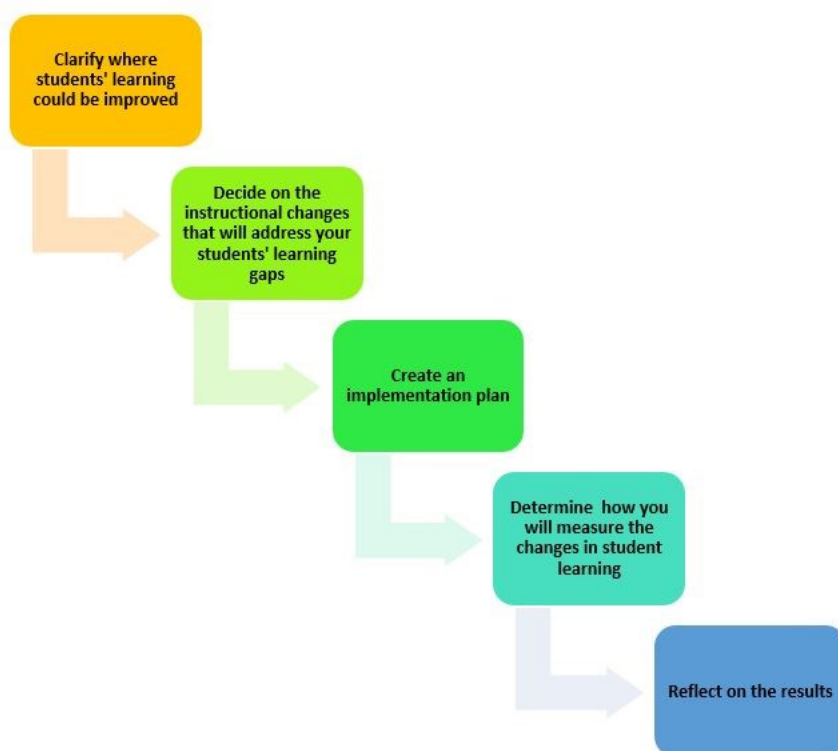 Clarify where
students' learning
could be improved
Decide on the
instructional changes
that will address your
students' learning
gaps
Create an
implementation plan
Determine  how you
will measure the
changes in student
learning
Reflect on the results